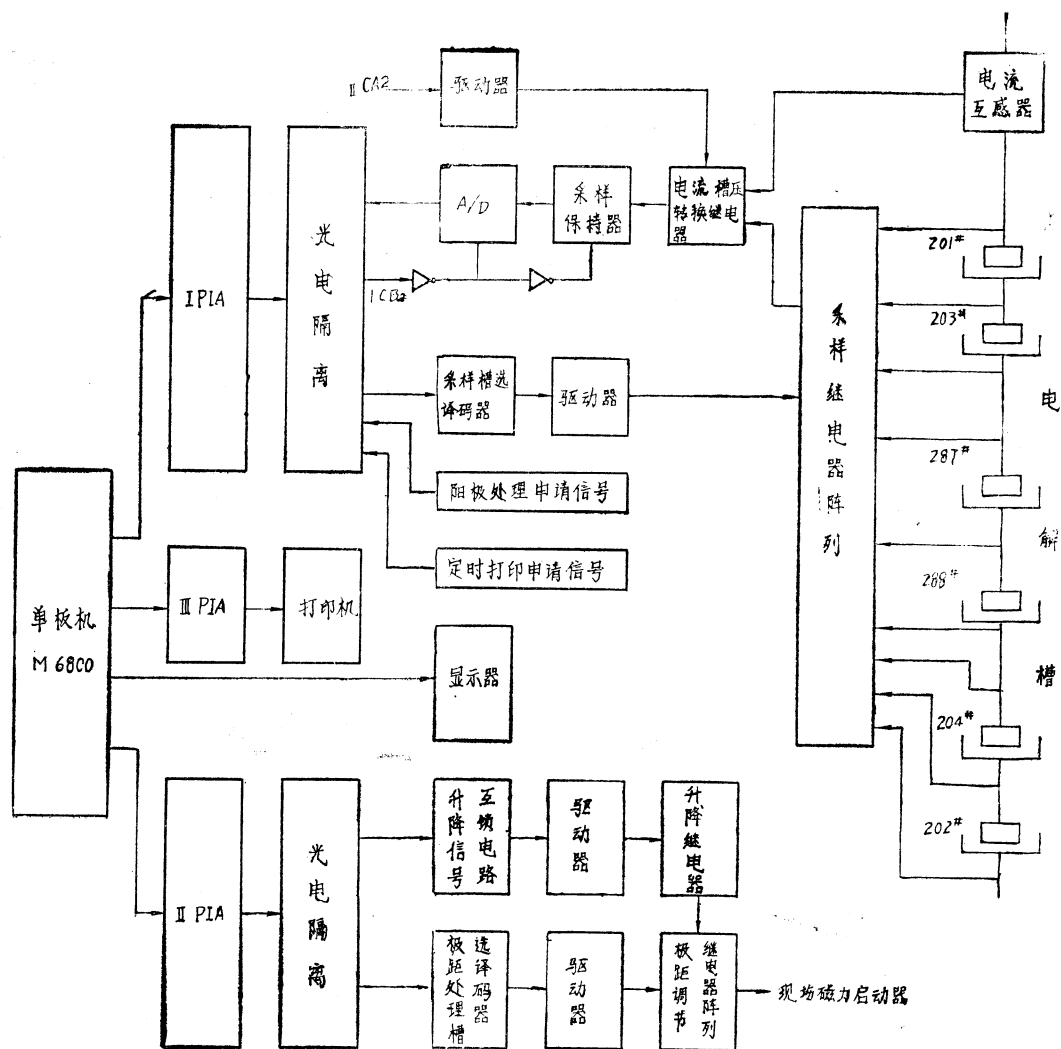 II CA2
驱动器
电流
互感器
I PIA
光
电
隔
离
A/D
采样
保持器
电流槽压
转换继电
器
采样槽选
译码器
驱动器
阳极处理申请信号
定时打印申请信号
采
样
继
电
器
阵
列
201#
203#
287#
288#
204#
202#
电
解
槽
单板机
M 6800
III PIA
打印机
显示器
II PIA
光
电
隔
离
升降信号
互锁电路
驱动器
升降继电器
极距处理槽
选译码器
驱动器
极距调节
继电器阵列
现场磁力启动器